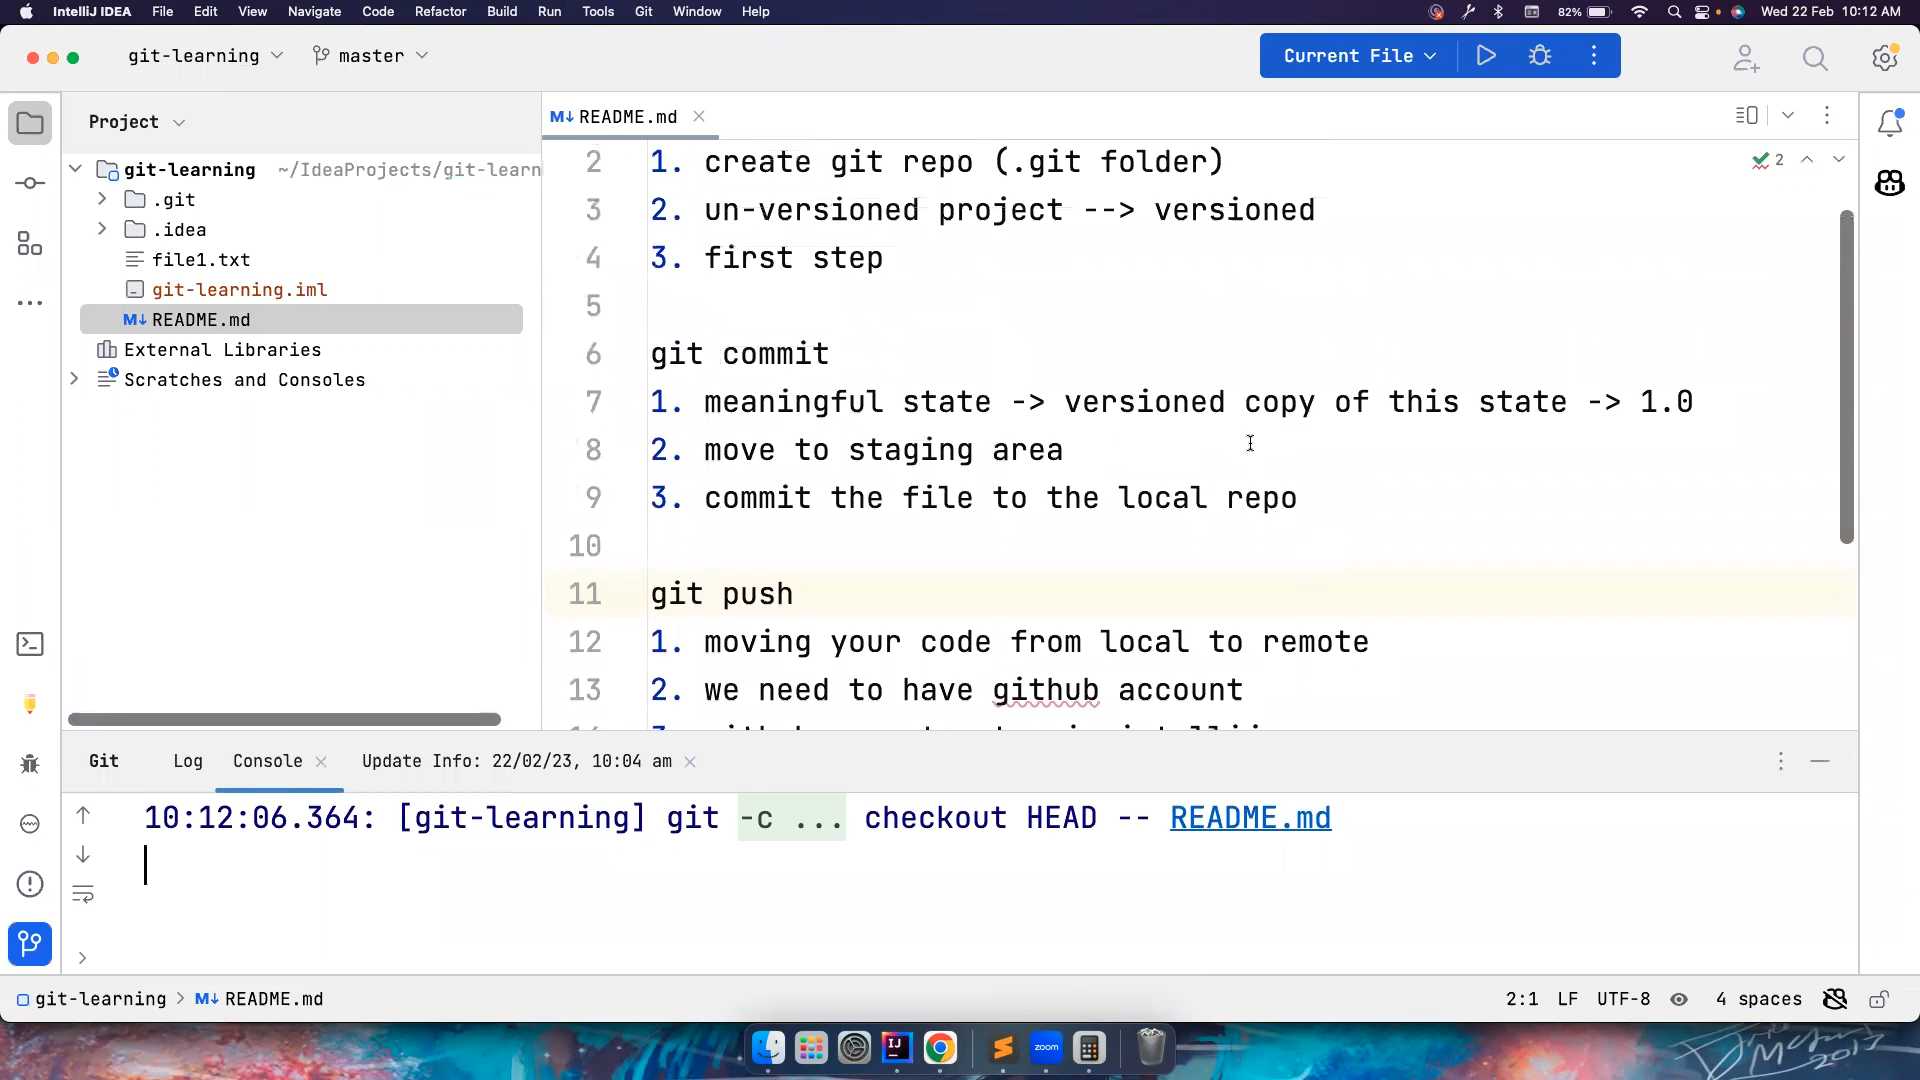 IntelliJ IDEA File Edit View Navigate Code Refactor Build Run Tools Git Window Help 82% Wed 22 Feb 10:12 AM
git-learning master Current File
Project
M↓ README.md
git-learning ~/IdeaProjects/git-learn
.git
.idea
file1.txt
git-learning.iml
M↓ README.md
External Libraries
Scratches and Consoles
2 1. create git repo (.git folder)
3 2. un-versioned project --> versioned
4 3. first step
5
6 git commit
7 1. meaningful state -> versioned copy of this state -> 1.0
8 2. move to staging area
9 3. commit the file to the local repo
10
11 git push
12 1. moving your code from local to remote
13 2. we need to have github account
2
Git Log Console Update Info: 22/02/23, 10:04 am
10:12:06.364: [git-learning] git -c ... checkout HEAD -- README.md
git-learning > M↓ README.md 2:1 LF UTF-8 4 spaces
IJ
zoom
2017